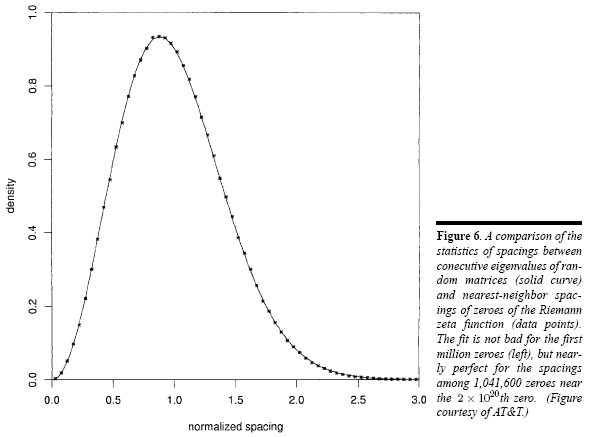 1.0
0.8
0.6
0.4
0.2
0.0
density
0.0 0.5 1.0 1.5 2.0 2.5 3.0
normalized spacing
Figure 6. A comparison of the
statistics of spacings between
conecutive eigenvalues of ran-
dom matrices (solid curve)
and nearest-neighbor spac-
ings of zeroes of the Riemann
zeta function (data points).
The fit is not bad for the first
million zeroes (left), but near-
ly perfect for the spacings
among 1,041,600 zeroes near
the 2 × 10²⁰th zero. (Figure
courtesy of AT&T.)